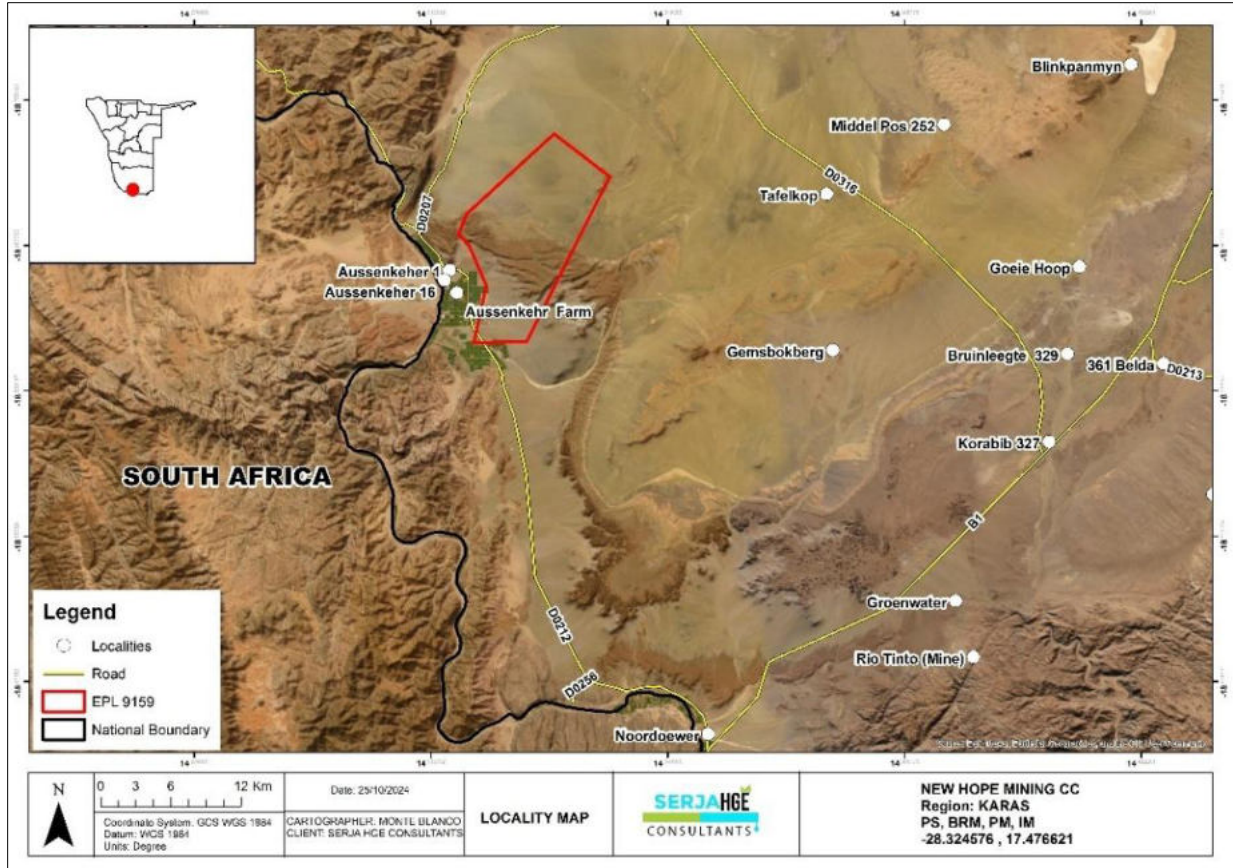 Blinkpanmyn
Middel Pos 252
D0316
Tafelkop
D0207
Goeie Hoop
Aussenkeher 1
Aussenkeher 16
Aussenkehr Farm
Gemsbokberg
Bruinleegte 329
361 Belda
D0213
Korabib 327
SOUTH AFRICA
B1
Groenwater
D0212
Rio Tinto (Mine)
D0256
Noordoewer
Legend
Localities
Road
EPL 9159
National Boundary
N
0 3 6 12 Km
Coordinate System: GCS WGS 1984
Datum: WGS 1984
Units: Degree
Date: 25/10/2024
CARTOGRAPHER: MONTE BLANCO
CLIENT: SERJA HGE CONSULTANTS
LOCALITY MAP
SERJA HGE
CONSULTANTS
NEW HOPE MINING CC
Region: KARAS
PS, BRM, PM, IM
-28.324576 , 17.476621